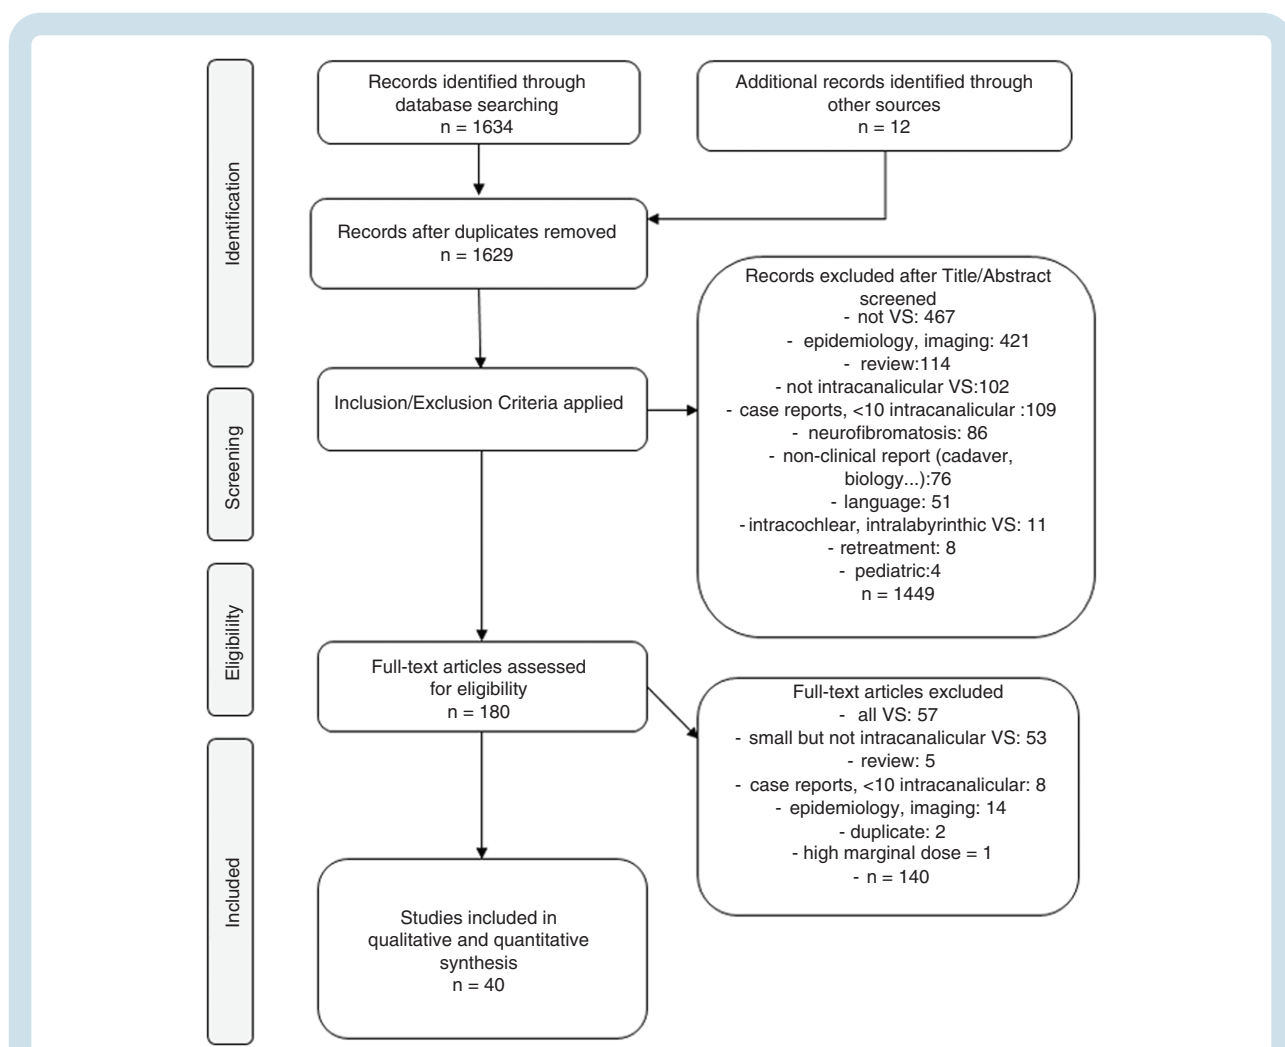 Identification
Records identified through
database searching
n = 1634
Additional records identified through
other sources
n = 12
Records after duplicates removed
n = 1629
Screening
Inclusion/Exclusion Criteria applied
Records excluded after Title/Abstract
screened
- not VS: 467
- epidemiology, imaging: 421
- review:114
- not intracanalicular VS:102
- case reports, <10 intracanalicular :109
- neurofibromatosis: 86
- non-clinical report (cadaver,
biology...):76
- language: 51
- intracochlear, intralabyrinthic VS: 11
- retreatment: 8
- pediatric:4
n = 1449
Eligibililty
Full-text articles assessed
for eligibility
n = 180
Full-text articles excluded
- all VS: 57
- small but not intracanalicular VS: 53
- review: 5
- case reports, <10 intracanalicular: 8
- epidemiology, imaging: 14
- duplicate: 2
- high marginal dose = 1
- n = 140
Included
Studies included in
qualitative and quantitative
synthesis
n = 40